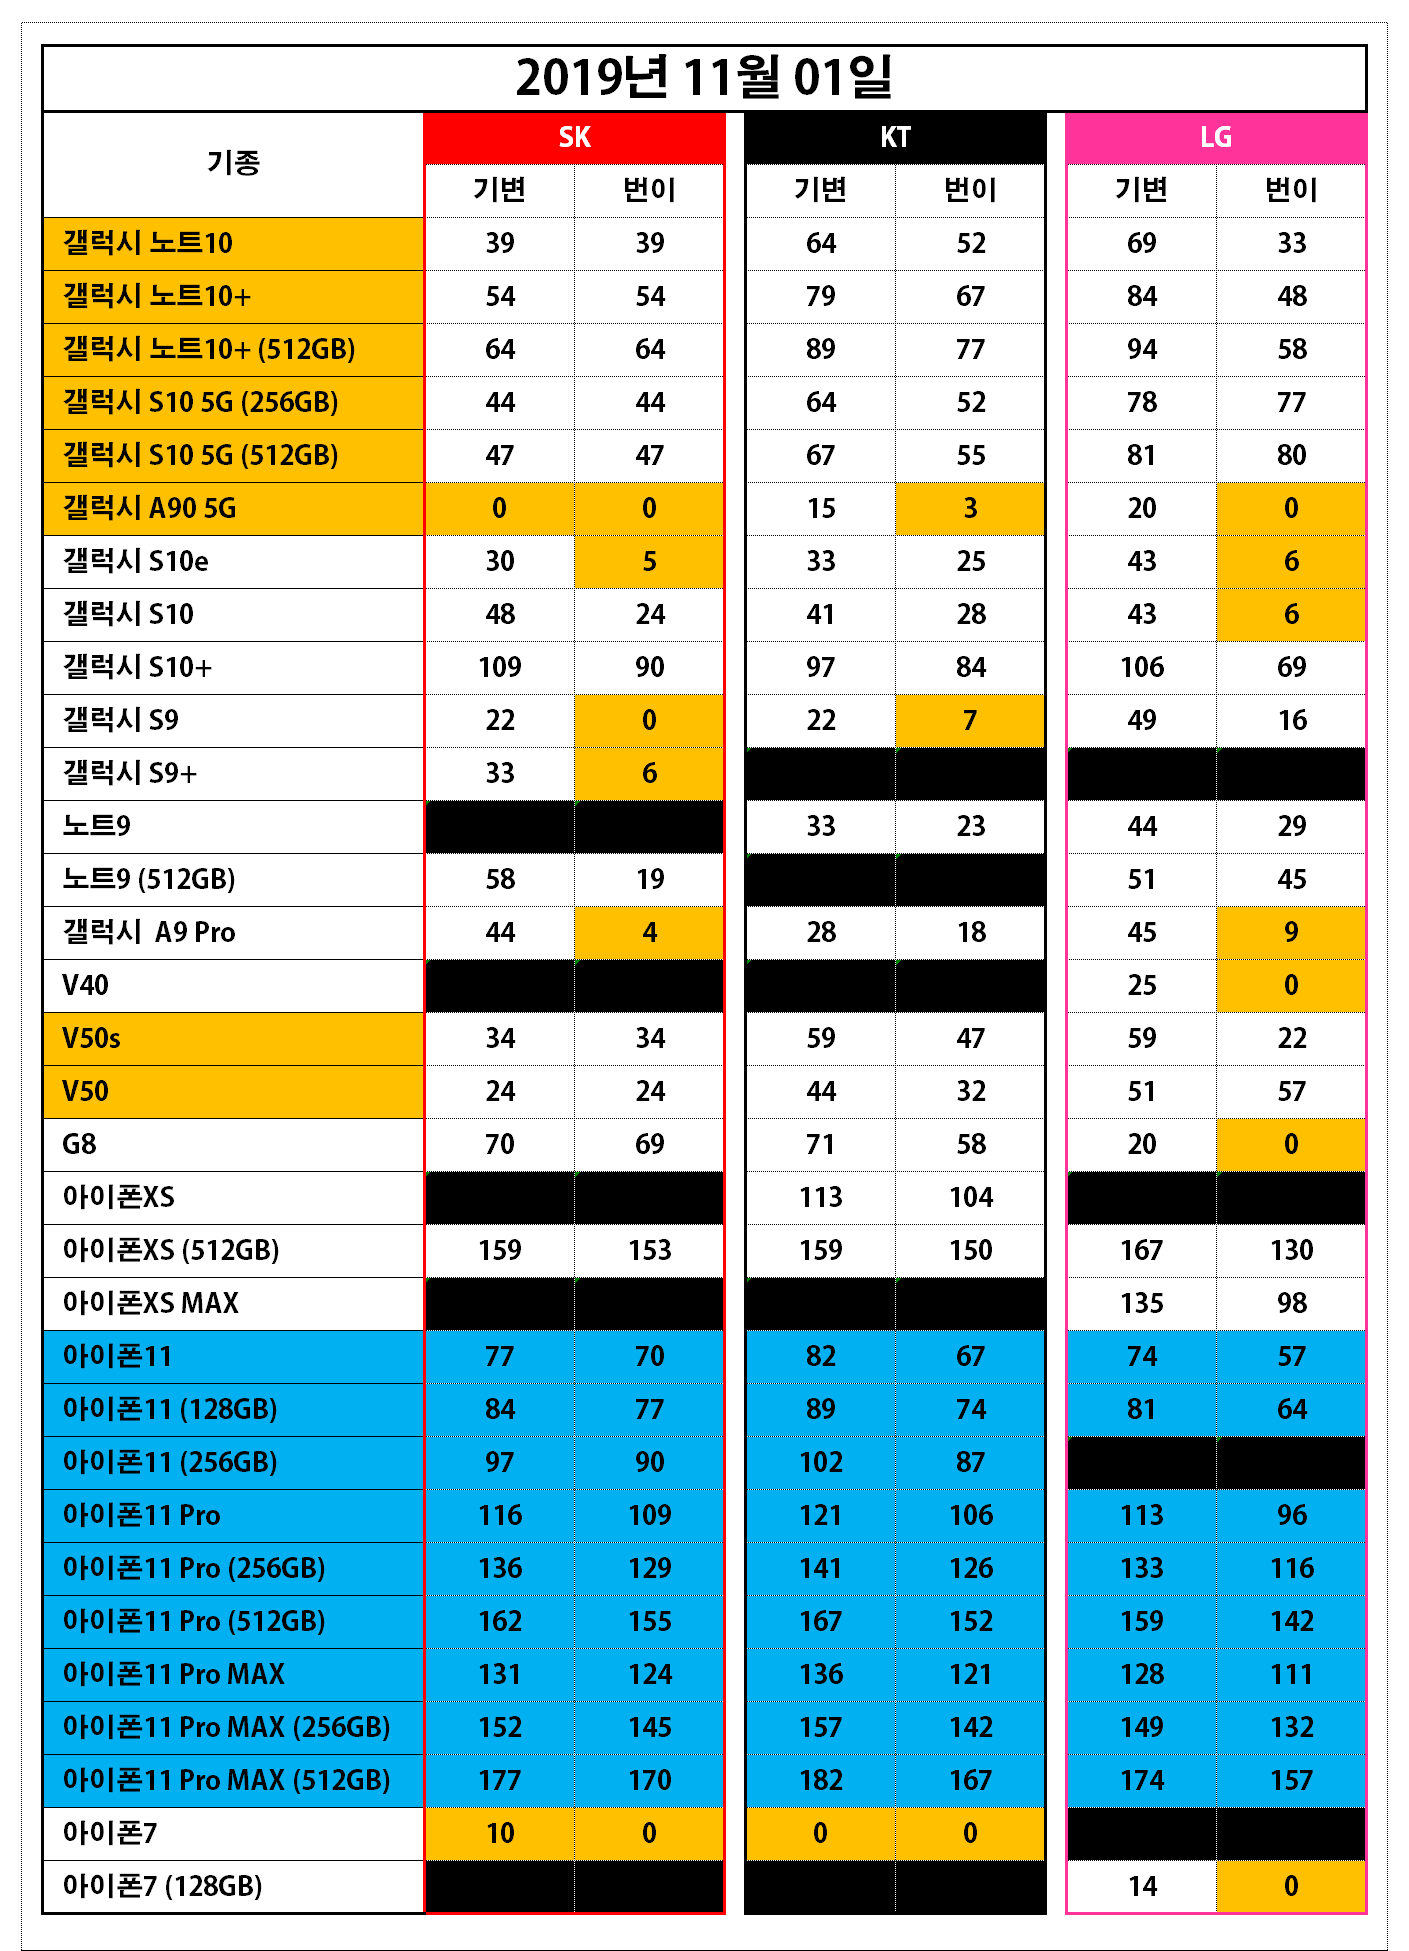 2019년 11월 01일
기종 SK KT LG
기변 번이 기변 번이 기변 번이
갤럭시 노트10 39 39 64 52 69 33
갤럭시 노트10+ 54 54 79 67 84 48
갤럭시 노트10+ (512GB) 64 64 89 77 94 58
갤럭시 S10 5G (256GB) 44 44 64 52 78 77
갤럭시 S10 5G (512GB) 47 47 67 55 81 80
갤럭시 A90 5G 0 0 15 3 20 0
갤럭시 S10e 30 5 33 25 43 6
갤럭시 S10 48 24 41 28 43 6
갤럭시 S10+ 109 90 97 84 106 69
갤럭시 S9 22 0 22 7 49 16
갤럭시 S9+ 33 6
노트9 33 23 44 29
노트9 (512GB) 58 19 51 45
갤럭시 A9 Pro 44 4 28 18 45 9
V40 25 0
V50s 34 34 59 47 59 22
V50 24 24 44 32 51 57
G8 70 69 71 58 20 0
아이폰XS 113 104
아이폰XS (512GB) 159 153 159 150 167 130
아이폰XS MAX 135 98
아이폰11 77 70 82 67 74 57
아이폰11 (128GB) 84 77 89 74 81 64
아이폰11 (256GB) 97 90 102 87
아이폰11 Pro 116 109 121 106 113 96
아이폰11 Pro (256GB) 136 129 141 126 133 116
아이폰11 Pro (512GB) 162 155 167 152 159 142
아이폰11 Pro MAX 131 124 136 121 128 111
아이폰11 Pro MAX (256GB) 152 145 157 142 149 132
아이폰11 Pro MAX (512GB) 177 170 182 167 174 157
아이폰7 10 0 0 0
아이폰7 (128GB) 14 0